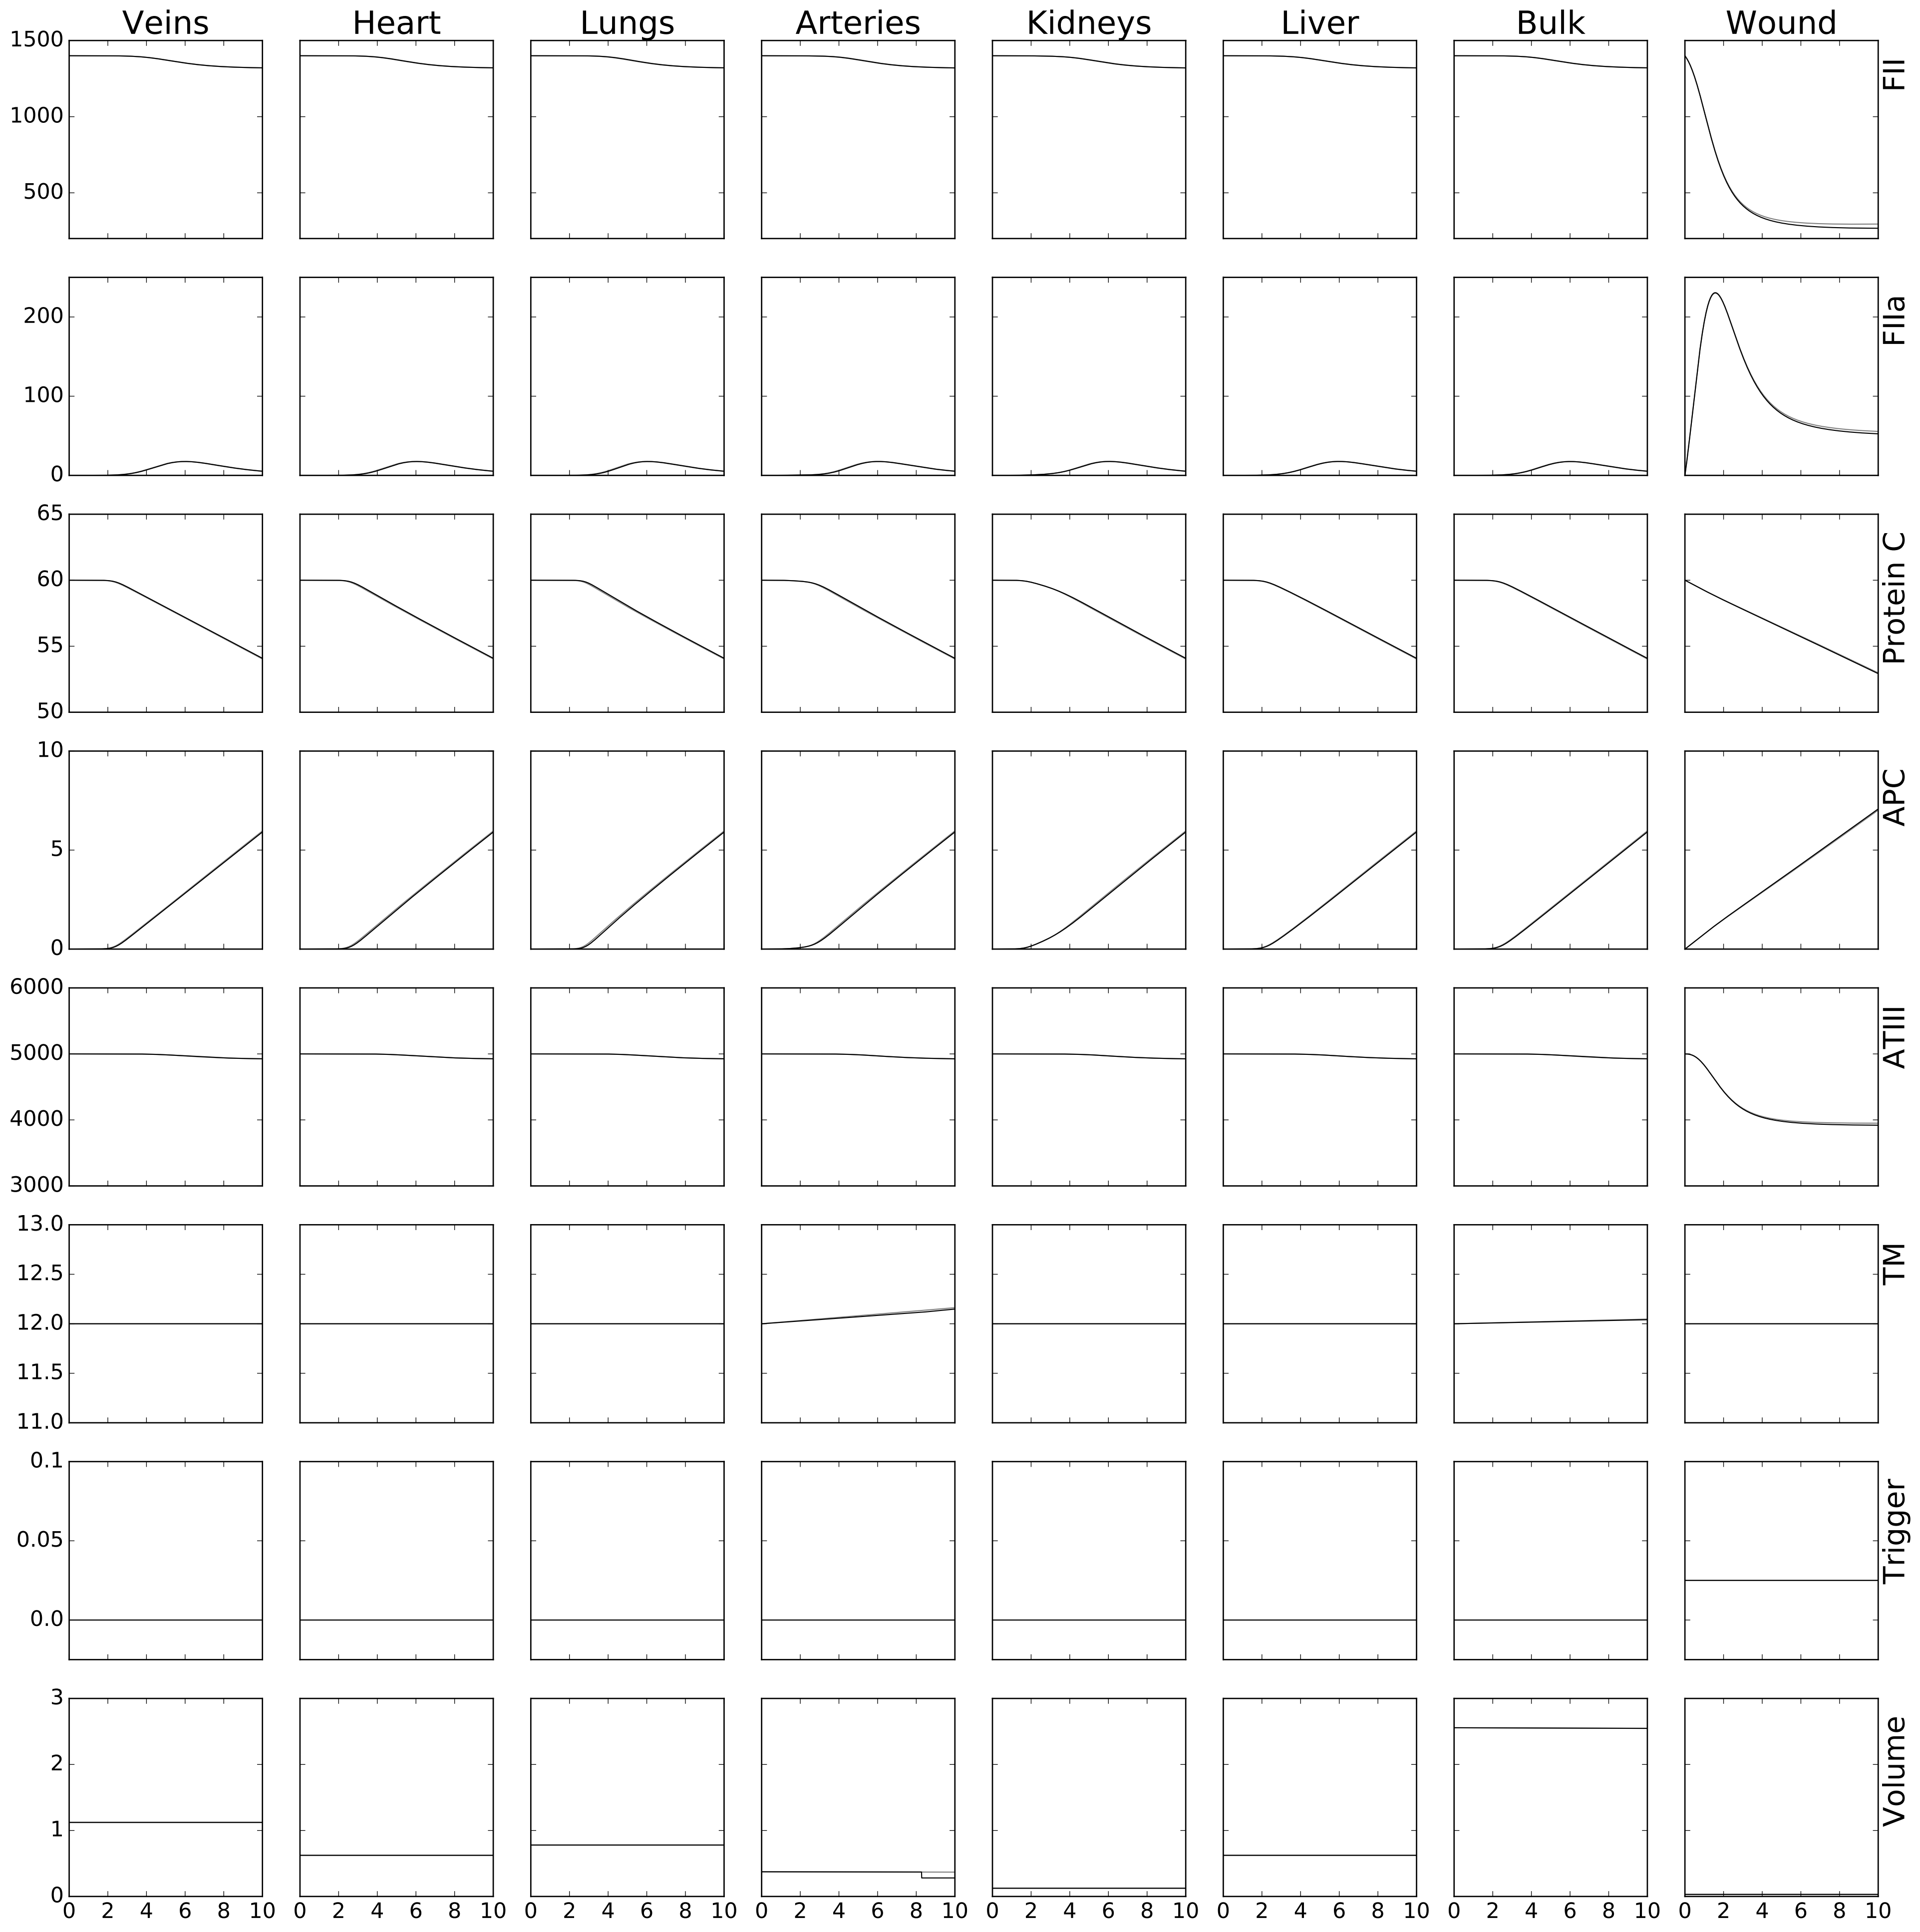 Veins Heart Lungs Arteries Kidneys Liver Bulk Wound
1500
1000
500
FII
200
100
0
FIIa
65
60
55
50
Protein C
10
5
0
APC
6000
5000
4000
3000
ATIII
13.0
12.5
12.0
11.5
11.0
TM
0.1
0.05
0.0
Trigger
3
2
1
0
Volume
0 2 4 6 8 10 0 2 4 6 8 10 0 2 4 6 8 10 0 2 4 6 8 10 0 2 4 6 8 10 0 2 4 6 8 10 0 2 4 6 8 10 0 2 4 6 8 10